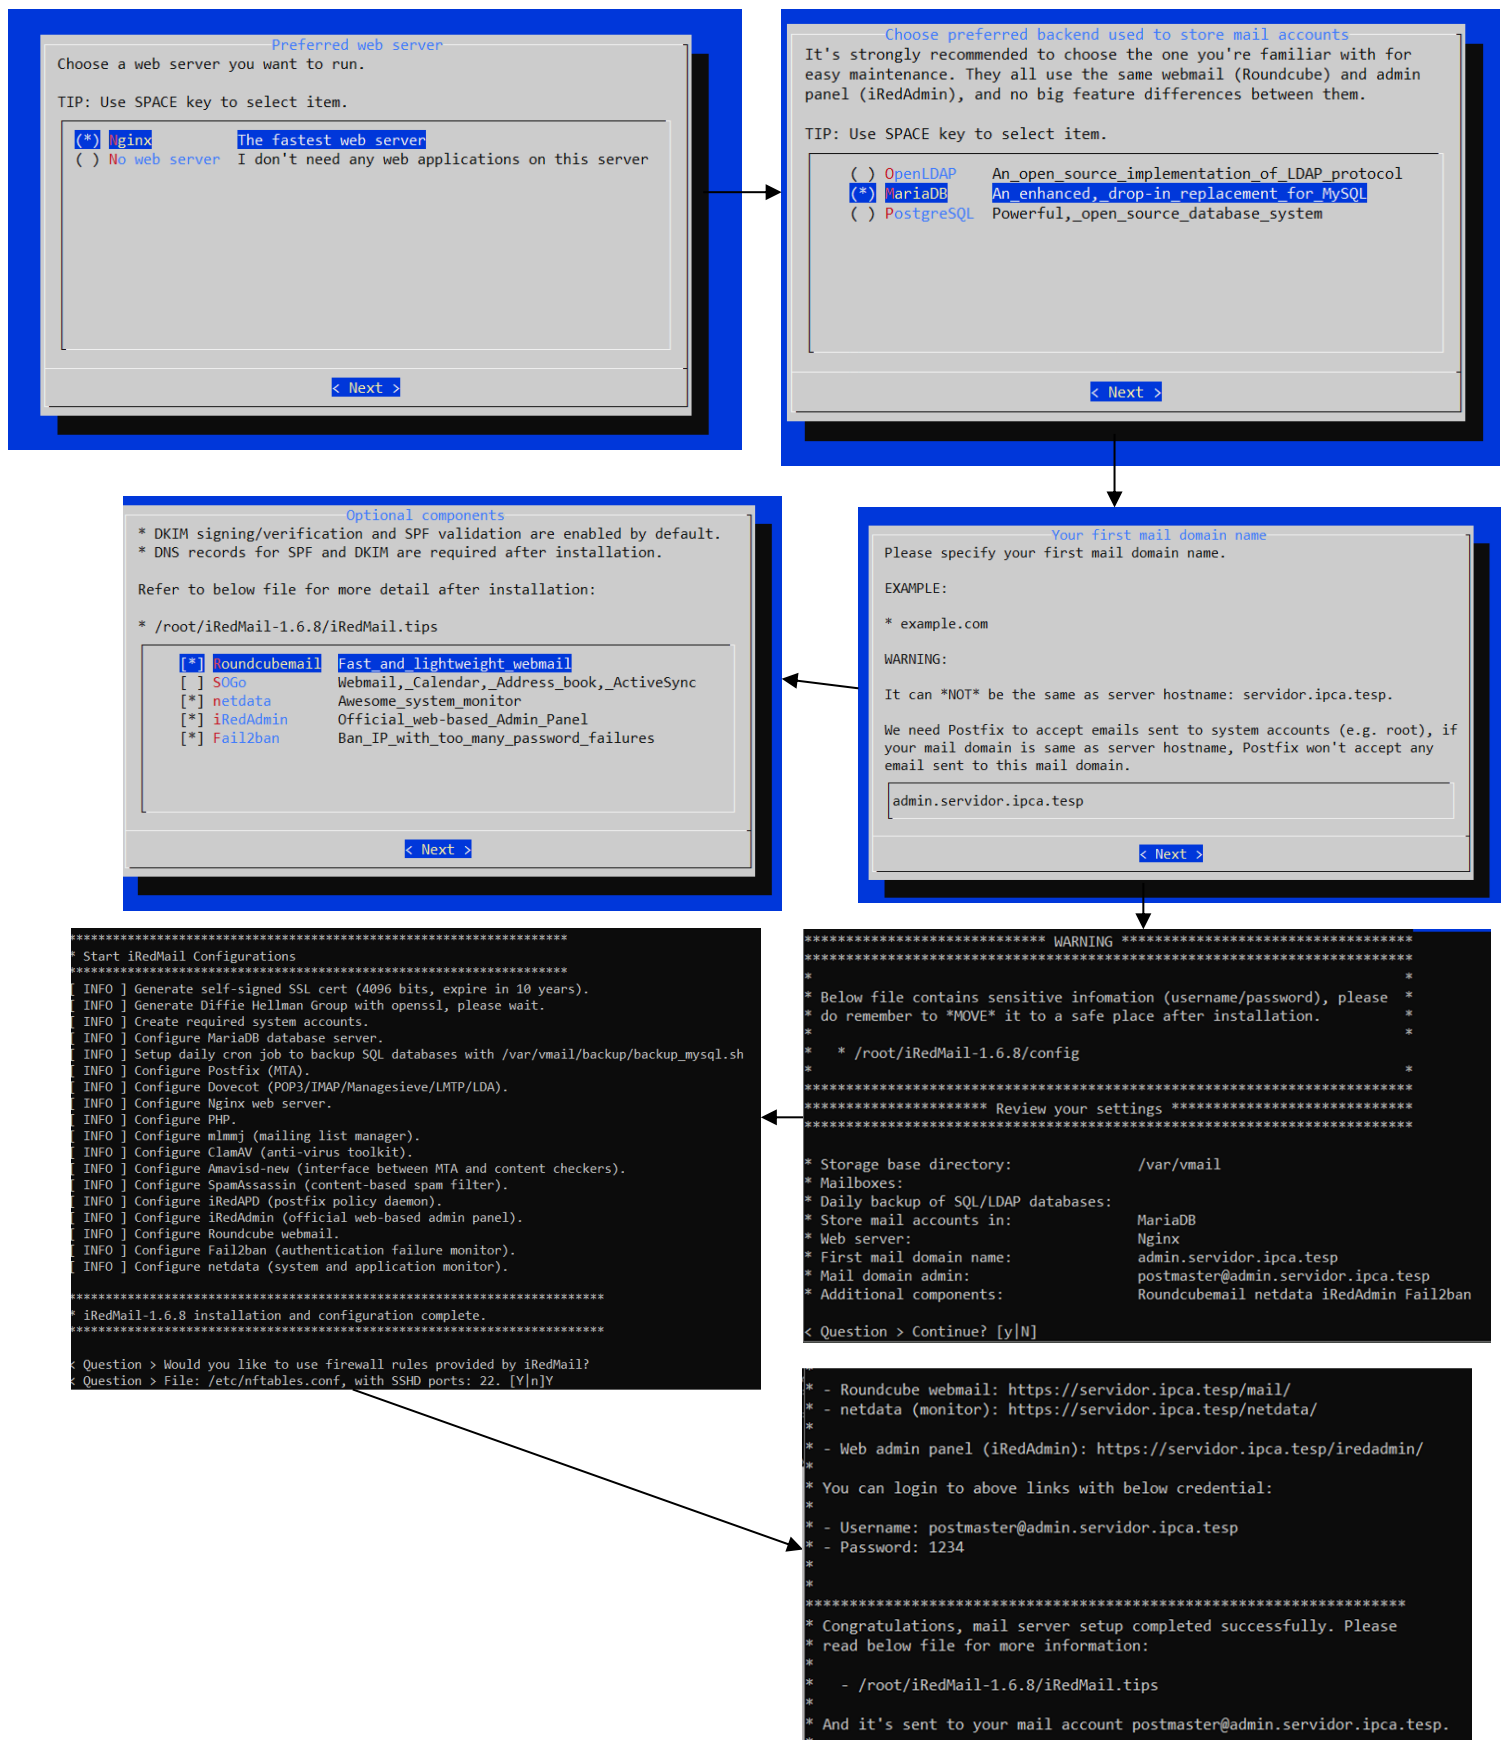 Preferred web server
Choose a web server you want to run.
TIP: Use SPACE key to select item.
(*) Nginx The fastest web server
( ) No web server I don't need any web applications on this server
< Next >
Choose preferred backend used to store mail accounts
It's strongly recommended to choose the one you're familiar with for
easy maintenance. They all use the same webmail (Roundcube) and admin
panel (iRedAdmin), and no big feature differences between them.
TIP: Use SPACE key to select item.
( ) OpenLDAP An_open_source_implementation_of_LDAP_protocol
(*) MariaDB An_enhanced,_drop-in_replacement_for_MySQL
( ) PostgreSQL Powerful,_open_source_database_system
< Next >
Your first mail domain name
Please specify your first mail domain name.
EXAMPLE:
* example.com
WARNING:
It can *NOT* be the same as server hostname: servidor.ipca.tesp.
We need Postfix to accept emails sent to system accounts (e.g. root), if
your mail domain is same as server hostname, Postfix won't accept any
email sent to this mail domain.
admin.servidor.ipca.tesp
< Next >
Optional components
* DKIM signing/verification and SPF validation are enabled by default.
* DNS records for SPF and DKIM are required after installation.
Refer to below file for more detail after installation:
* /root/iRedMail-1.6.8/iRedMail.tips
[*] Roundcubemail Fast_and_lightweight_webmail
[ ] SOGo Webmail,_Calendar,_Address_book,_ActiveSync
[*] netdata Awesome_system_monitor
[*] iRedAdmin Official_web-based_Admin_Panel
[*] Fail2ban Ban_IP_with_too_many_password_failures
< Next >
***************************** WARNING ***********************************
*************************************************************************
* *
* Below file contains sensitive infomation (username/password), please *
* do remember to *MOVE* it to a safe place after installation. *
* *
* * /root/iRedMail-1.6.8/config
* *
*************************************************************************
********************** Review your settings *****************************
*************************************************************************
* Storage base directory: /var/vmail
* Mailboxes:
* Daily backup of SQL/LDAP databases:
* Store mail accounts in: MariaDB
* Web server: Nginx
* First mail domain name: admin.servidor.ipca.tesp
* Mail domain admin: postmaster@admin.servidor.ipca.tesp
* Additional components: Roundcubemail netdata iRedAdmin Fail2ban
< Question > Continue? [y|N]
********************************************************************
* Start iRedMail Configurations
********************************************************************
[ INFO ] Generate self-signed SSL cert (4096 bits, expire in 10 years).
[ INFO ] Generate Diffie Hellman Group with openssl, please wait.
[ INFO ] Create required system accounts.
[ INFO ] Configure MariaDB database server.
[ INFO ] Setup daily cron job to backup SQL databases with /var/vmail/backup/backup_mysql.sh
[ INFO ] Configure Postfix (MTA).
[ INFO ] Configure Dovecot (POP3/IMAP/Managesieve/LMTP/LDA).
[ INFO ] Configure Nginx web server.
[ INFO ] Configure PHP.
[ INFO ] Configure mlmmj (mailing list manager).
[ INFO ] Configure ClamAV (anti-virus toolkit).
[ INFO ] Configure Amavisd-new (interface between MTA and content checkers).
[ INFO ] Configure SpamAssassin (content-based spam filter).
[ INFO ] Configure iRedAPD (postfix policy daemon).
[ INFO ] Configure iRedAdmin (official web-based admin panel).
[ INFO ] Configure Roundcube webmail.
[ INFO ] Configure Fail2ban (authentication failure monitor).
[ INFO ] Configure netdata (system and application monitor).
*************************************************************************
* iRedMail-1.6.8 installation and configuration complete.
*************************************************************************
< Question > Would you like to use firewall rules provided by iRedMail?
< Question > File: /etc/nftables.conf, with SSHD ports: 22. [Y|n]Y
*
* - Roundcube webmail: https://servidor.ipca.tesp/mail/
* - netdata (monitor): https://servidor.ipca.tesp/netdata/
*
* - Web admin panel (iRedAdmin): https://servidor.ipca.tesp/iredadmin/
*
* You can login to above links with below credential:
*
* - Username: postmaster@admin.servidor.ipca.tesp
* - Password: 1234
*
*
********************************************************************
* Congratulations, mail server setup completed successfully. Please
* read below file for more information:
*
* - /root/iRedMail-1.6.8/iRedMail.tips
*
* And it's sent to your mail account postmaster@admin.servidor.ipca.tesp.
*